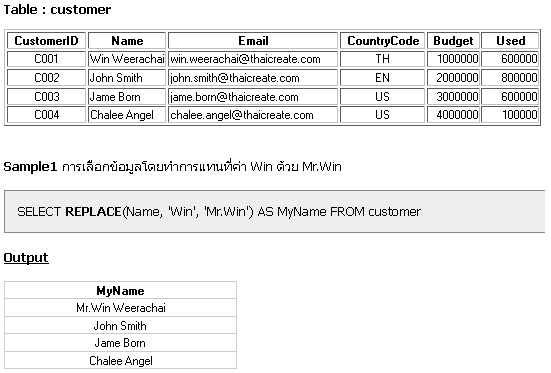 Table : customer
CustomerID Name Email CountryCode Budget Used
C001 Win Weerachai win.weerachai@thaicreate.com TH 1000000 600000
C002 John Smith john.smith@thaicreate.com EN 2000000 800000
C003 Jame Born jame.born@thaicreate.com US 3000000 600000
C004 Chalee Angel chalee.angel@thaicreate.com US 4000000 100000
Sample1 การเลือกข้อมูลโดยทำการแทนที่ค่า Win ด้วย Mr.Win
SELECT REPLACE(Name, 'Win', 'Mr.Win') AS MyName FROM customer
Output
MyName
Mr.Win Weerachai
John Smith
Jame Born
Chalee Angel